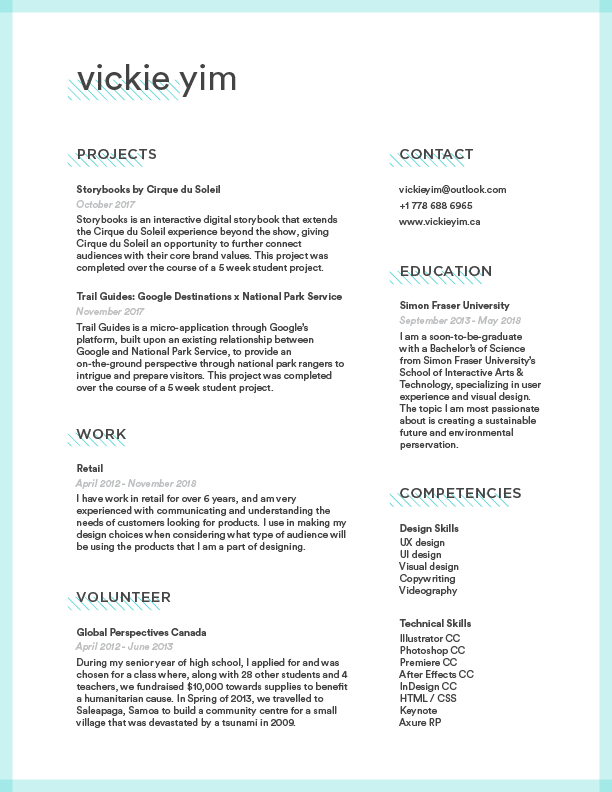 vickie yim
PROJECTS
Storybooks by Cirque du Soleil
October 2017
Storybooks is an interactive digital storybook that extends
the Cirque du Soleil experience beyond the show, giving
Cirque du Soleil an opportunity to further connect
audiences with their core brand values. This project was
completed over the course of a 5 week student project.
Trail Guides: Google Destinations x National Park Service
November 2017
Trail Guides is a micro-application through Google's
platform, built upon an existing relationship between
Google and National Park Service, to provide an
on-the-ground perspective through national park rangers to
intrigue and prepare visitors. This project was completed
over the course of a 5 week student project.
WORK
Retail
April 2012 - November 2018
I have work in retail for over 6 years, and am very
experienced with communicating and understanding the
needs of customers looking for products. I use in making my
design choices when considering what type of audience will
be using the products that I am a part of designing.
VOLUNTEER
Global Perspectives Canada
April 2012 - June 2013
During my senior year of high school, I applied for and was
chosen for a class where, along with 28 other students and 4
teachers, we fundraised $10,000 towards supplies to benefit
a humanitarian cause. In Spring of 2013, we travelled to
Saleapaga, Samoa to build a community centre for a small
village that was devastated by a tsunami in 2009.
CONTACT
vickieyim@outlook.com
+1 778 688 6965
www.vickieyim.ca
EDUCATION
Simon Fraser University
September 2013 - May 2018
I am a soon-to-be-graduate
with a Bachelor's of Science
from Simon Fraser University's
School of Interactive Arts &
Technology, specializing in user
experience and visual design.
The topic I am most passionate
about is creating a sustainable
future and environmental
perservation.
COMPETENCIES
Design Skills
UX design
UI design
Visual design
Copywriting
Videography
Technical Skills
Illustrator CC
Photoshop CC
Premiere CC
After Effects CC
InDesign CC
HTML / CSS
Keynote
Axure RP